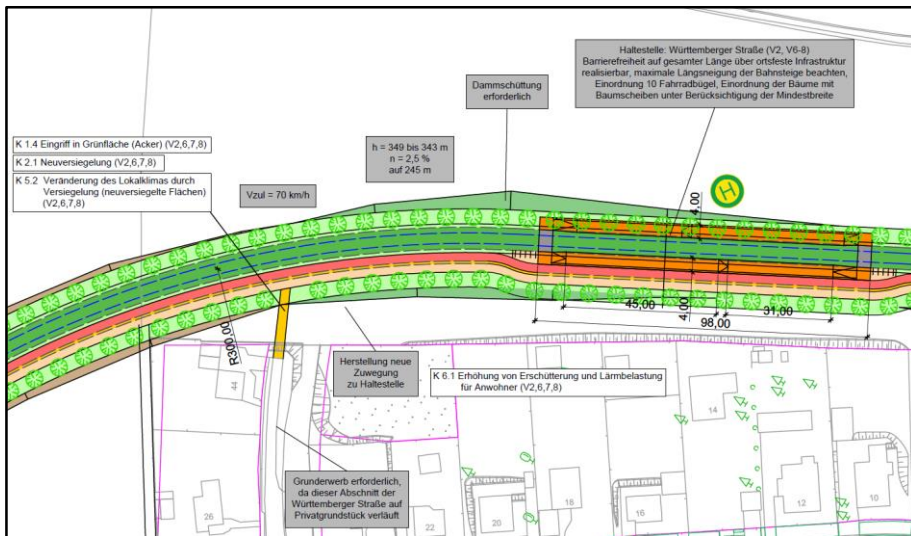 Haltestelle: Württemberger Straße (V2, V6-8)
Barrierefreiheit auf gesamter Länge über ortsfeste Infrastruktur
realisierbar, maximale Längsneigung der Bahnsteige beachten,
Einordnung 10 Fahrradbügel, Einordnung der Bäume mit
Baumscheiben unter Berücksichtigung der Mindestbreite
Dammschüttung
erforderlich
K 1.4 Eingriff in Grünfläche (Acker) (V2,6,7,8)
K 2.1 Neuversiegelung (V2,6,7,8)
K 5.2 Veränderung des Lokalklimas durch
Versiegelung (neuversiegelte Flächen)
(V2,6,7,8)
h = 349 bis 343 m
n = 2,5 %
auf 245 m
Vzul = 70 km/h
H
4,00
R300,00
45,00
4,00
31,00
98,00
Herstellung neue
Zuwegung
zu Haltestelle
K 6.1 Erhöhung von Erschütterung und Lärmbelastung
für Anwohner (V2,6,7,8)
44
14
Grunderwerb erforderlich,
da dieser Abschnitt der
Württemberger Straße auf
Privatgrundstück verläuft
26
22
20
18
16
12
10